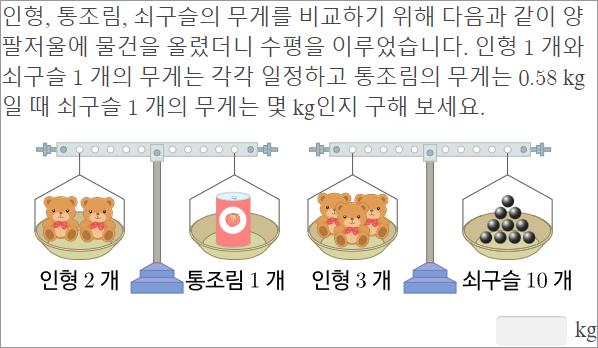 인형, 통조림, 쇠구슬의 무게를 비교하기 위해 다음과 같이 양
팔저울에 물건을 올렸더니 수평을 이루었습니다. 인형 1 개와
쇠구슬 1 개의 무게는 각각 일정하고 통조림의 무게는 0.58 kg
일 때 쇠구슬 1 개의 무게는 몇 kg인지 구해 보세요.
인형 2 개 통조림 1 개 인형 3 개 쇠구슬 10 개
kg